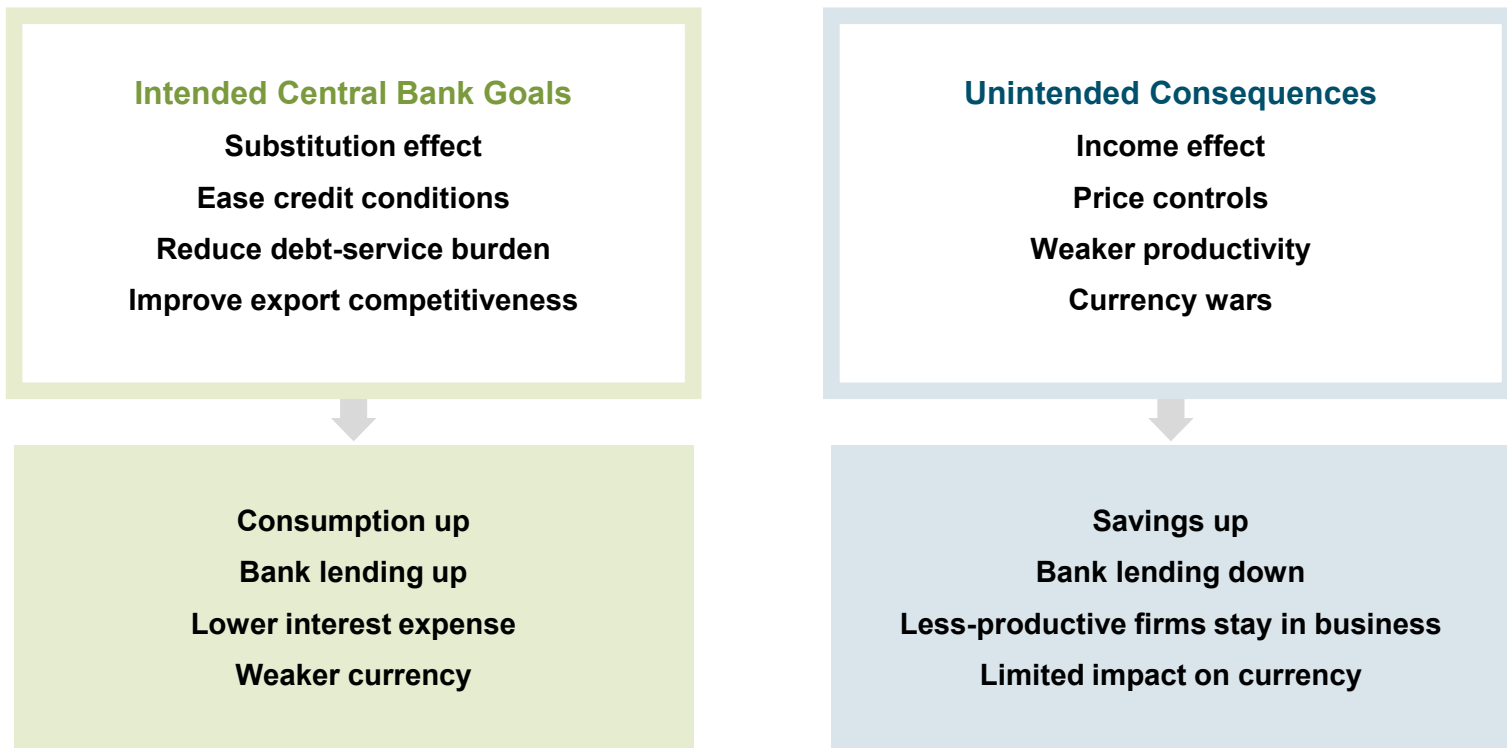 Intended Central Bank Goals
Substitution effect
Ease credit conditions
Reduce debt-service burden
Improve export competitiveness
Consumption up
Bank lending up
Lower interest expense
Weaker currency
Unintended Consequences
Income effect
Price controls
Weaker productivity
Currency wars
Savings up
Bank lending down
Less-productive firms stay in business
Limited impact on currency